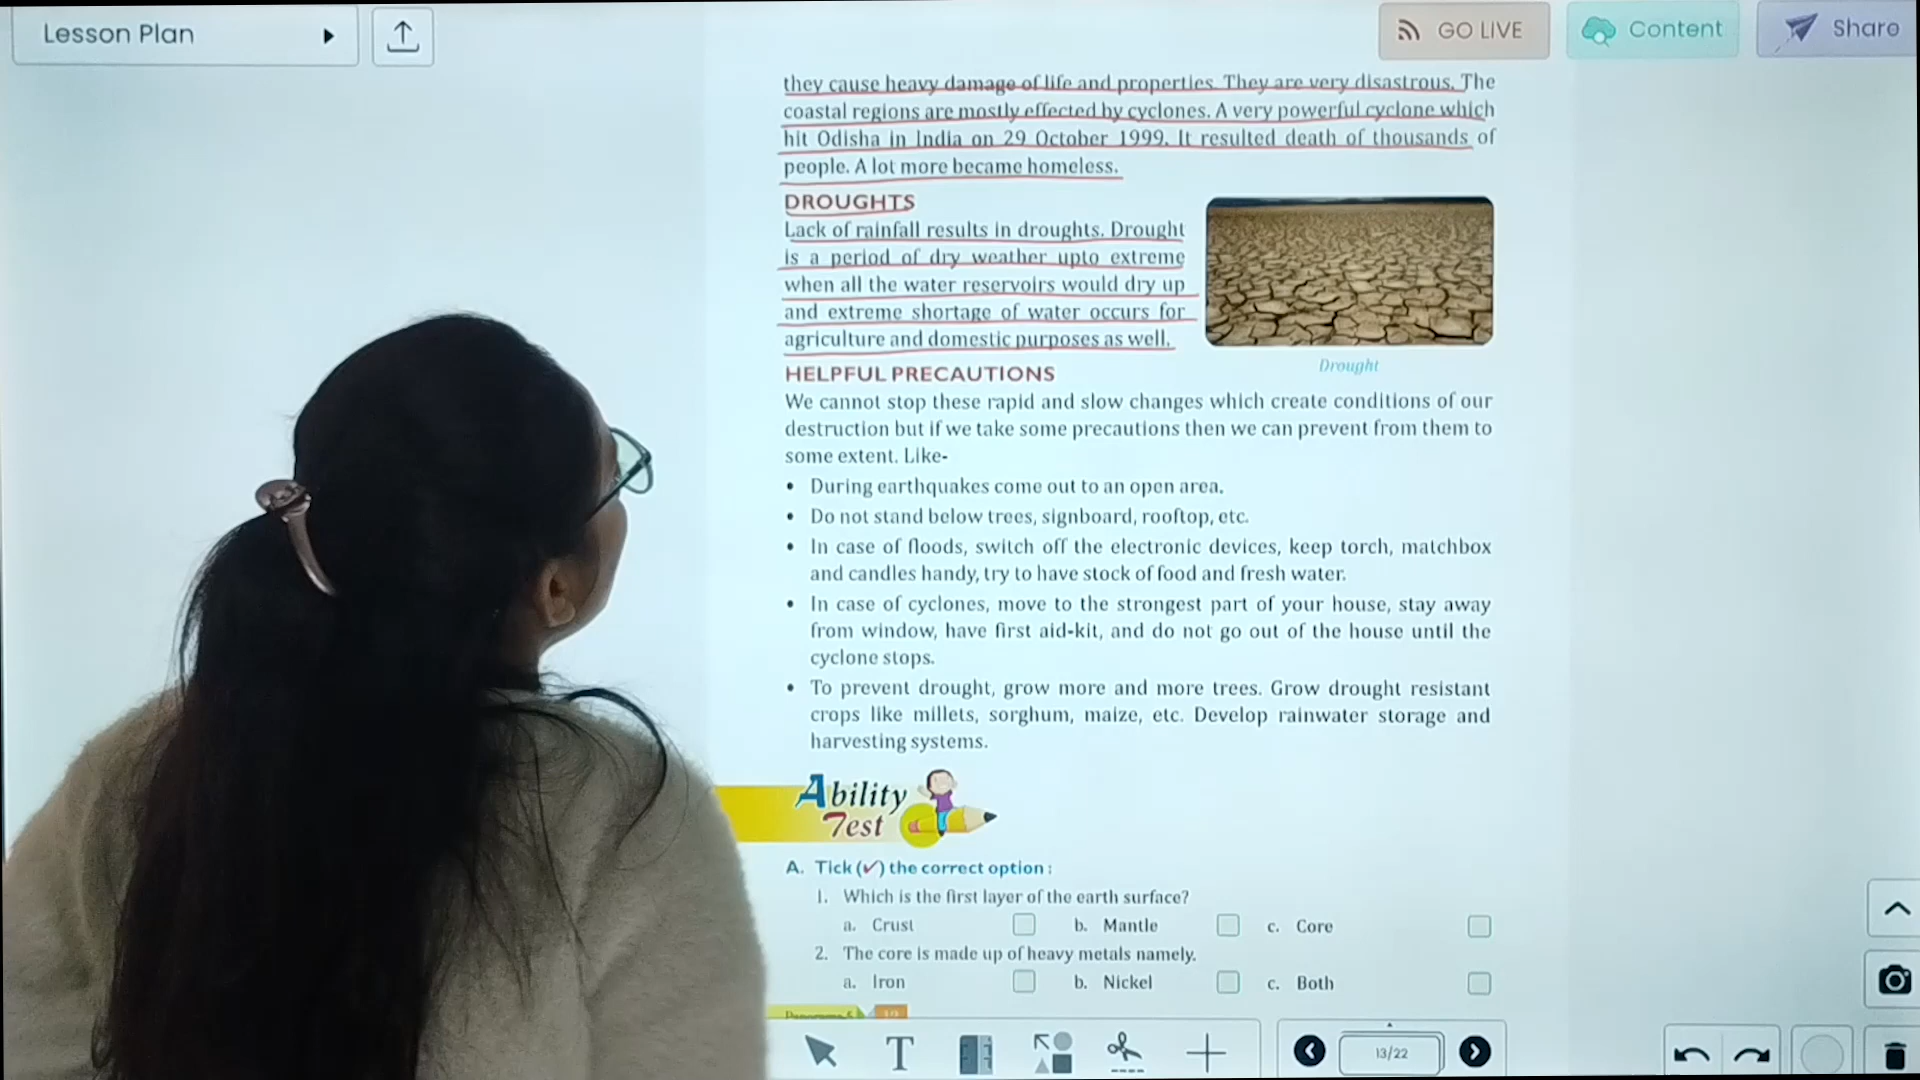 Lesson Plan
GO LIVE
Content
Share
they cause heavy damage of life and properties. They are very disastrous. The
coastal regions are mostly effected by cyclones. A very powerful cyclone which
hit Odisha in India on 29 October 1999. It resulted death of thousands of
people. A lot more became homeless.
DROUGHTS
Lack of rainfall results in droughts. Drought
is a period of dry weather upto extreme
when all the water reservoirs would dry up
and extreme shortage of water occurs for
agriculture and domestic purposes as well.
Drought
HELPFUL PRECAUTIONS
We cannot stop these rapid and slow changes which create conditions of our
destruction but if we take some precautions then we can prevent from them to
some extent. Like-
• During earthquakes come out to an open area.
• Do not stand below trees, signboard, rooftop, etc.
• In case of floods, switch off the electronic devices, keep torch, matchbox
and candles handy, try to have stock of food and fresh water.
• In case of cyclones, move to the strongest part of your house, stay away
from window, have first aid-kit, and do not go out of the house until the
cyclone stops.
• To prevent drought, grow more and more trees. Grow drought resistant
crops like millets, sorghum, maize, etc. Develop rainwater storage and
harvesting systems.
Ability
Test
A. Tick (✓) the correct option :
1. Which is the first layer of the earth surface?
a. Crust b. Mantle c. Core
2. The core is made up of heavy metals namely.
a. Iron b. Nickel c. Both
T
13/22